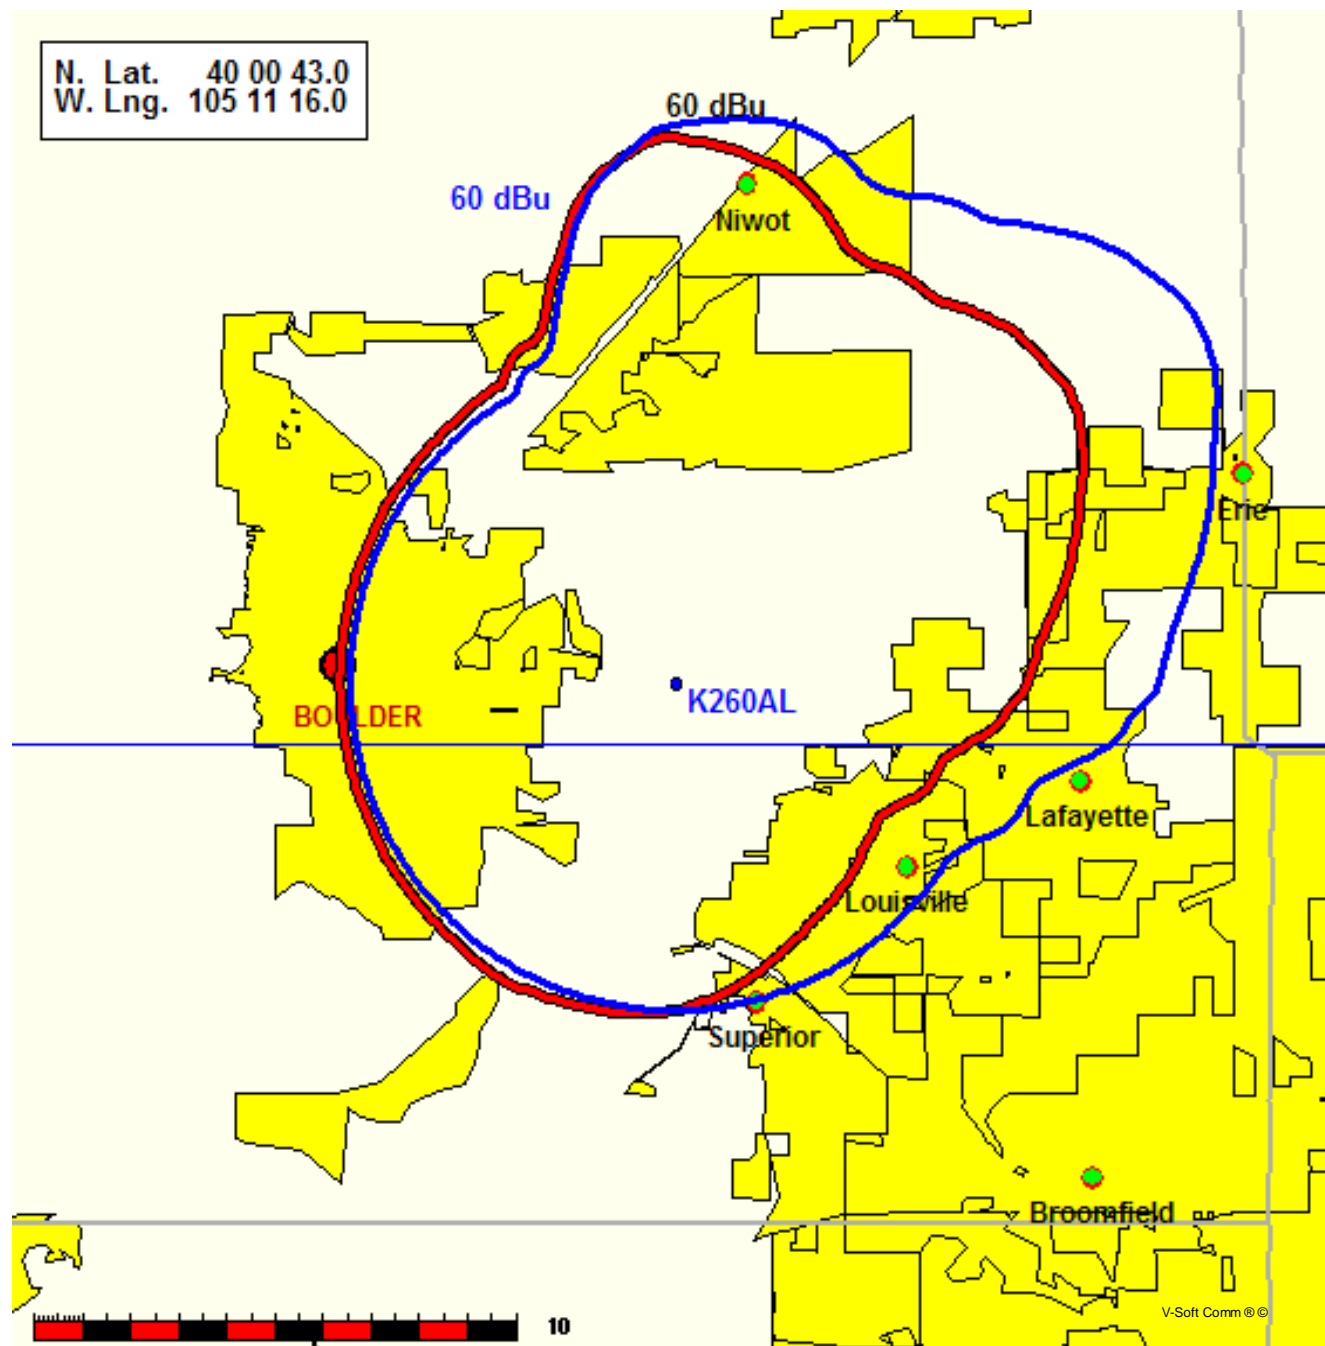 N. Lat. 40 00 43.0
W. Lng. 105 11 16.0
60 dBu
60 dBu
Niwot
Erie
K260AL
BOULDER
Lafayette
Louisville
Superior
Broomfield
V-Soft Comm ® ©
10